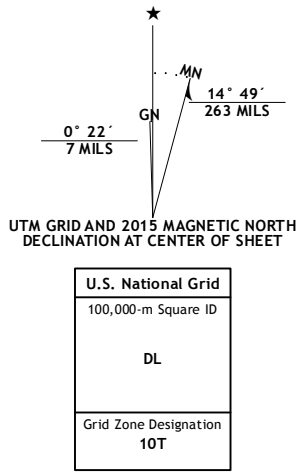 ★
MN
GN
14° 49´
263 MILS
0° 22´
7 MILS
UTM GRID AND 2015 MAGNETIC NORTH
DECLINATION AT CENTER OF SHEET
U.S. National Grid
100,000-m Square ID
DL
Grid Zone Designation
10T